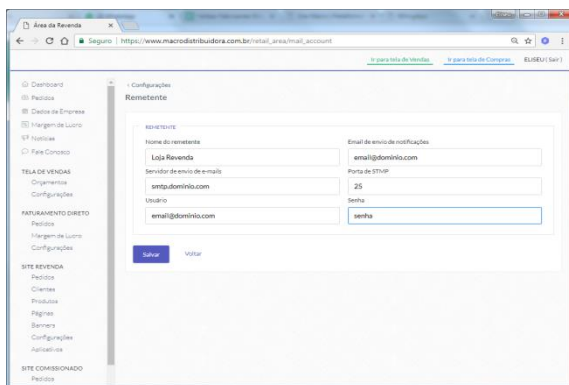 Área da Revenda
Seguro | https://www.macrodistribuidora.com.br/retail_area/mail_account
Ir para tela de Vendas
Ir para tela de Compras
ELISEU ( Sair )
Dashboard
Pedidos
Dados da Empresa
Margem de Lucro
Notícias
Fale Conosco
TELA DE VENDAS
Orçamentos
Configurações
FATURAMENTO DIRETO
Pedidos
Margem de Lucro
Configurações
SITE REVENDA
Pedidos
Clientes
Produtos
Páginas
Banners
Configurações
Aplicativos
SITE COMISSIONADO
Pedidos
< Configurações
Remetente
REMETENTE
Nome do remetente
Email de envio de notificações
Loja Revenda
email@dominio.com
Servidor de envio de e-mails
Porta de STMP
smtp.dominio.com
25
Usuário
Senha
email@dominio.com
senha
Salvar
Voltar